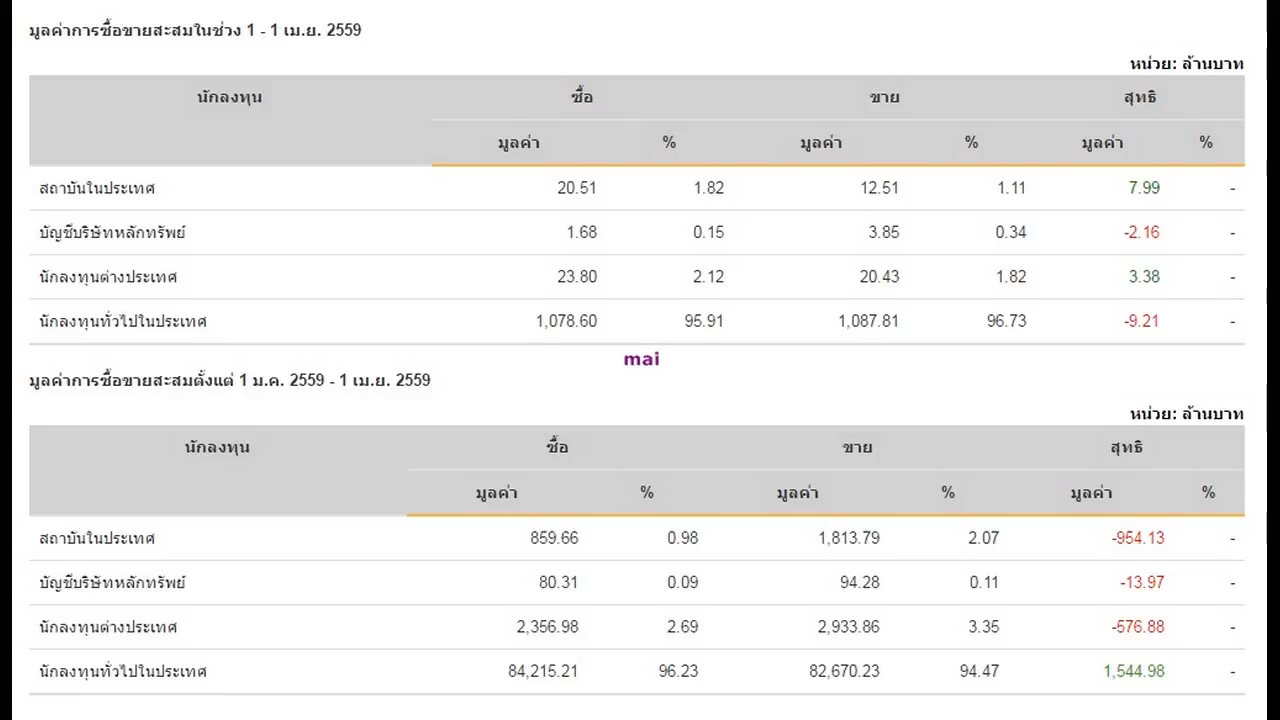 มูลค่าการซื้อขายสะสมในช่วง 1 - 1 เม.ย. 2559
หน่วย: ล้านบาท
นักลงทุน ซื้อ ขาย สุทธิ
มูลค่า % มูลค่า % มูลค่า %
สถาบันในประเทศ 20.51 1.82 12.51 1.11 7.99 -
บัญชีบริษัทหลักทรัพย์ 1.68 0.15 3.85 0.34 -2.16 -
นักลงทุนต่างประเทศ 23.80 2.12 20.43 1.82 3.38 -
นักลงทุนทั่วไปในประเทศ 1,078.60 95.91 1,087.81 96.73 -9.21 -
mai
มูลค่าการซื้อขายสะสมตั้งแต่ 1 ม.ค. 2559 - 1 เม.ย. 2559
หน่วย: ล้านบาท
นักลงทุน ซื้อ ขาย สุทธิ
มูลค่า % มูลค่า % มูลค่า %
สถาบันในประเทศ 859.66 0.98 1,813.79 2.07 -954.13 -
บัญชีบริษัทหลักทรัพย์ 80.31 0.09 94.28 0.11 -13.97 -
นักลงทุนต่างประเทศ 2,356.98 2.69 2,933.86 3.35 -576.88 -
นักลงทุนทั่วไปในประเทศ 84,215.21 96.23 82,670.23 94.47 1,544.98 -